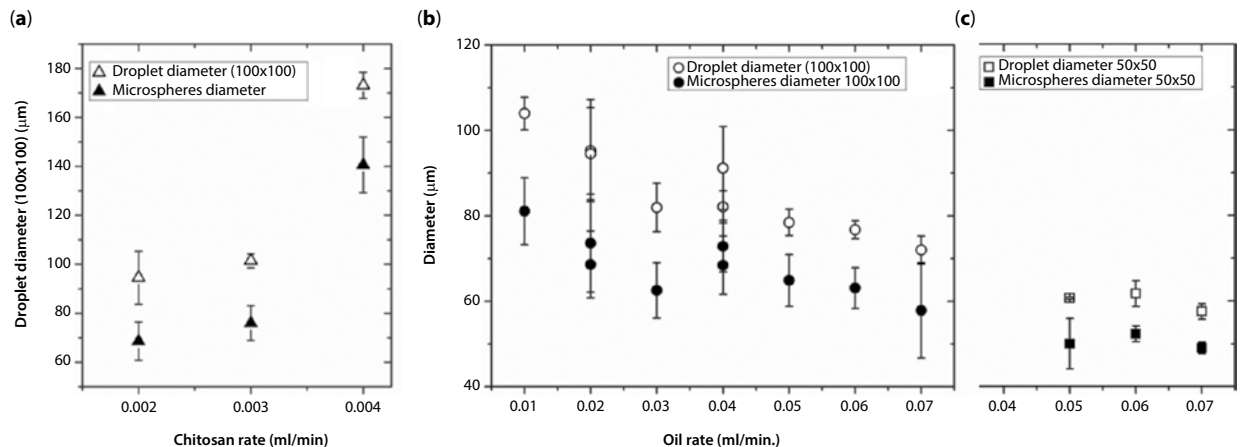 (a)
180
160
140
120
100
80
60
Droplet diameter (100x100) (μm)
Droplet diameter (100x100)
Microspheres diameter
0.002
0.003
0.004
Chitosan rate (ml/min)
(b)
120
100
80
60
40
Diameter (μm)
Droplet diameter (100x100)
Microspheres diameter 100x100
0.01
0.02
0.03
0.04
0.05
0.06
0.07
Oil rate (ml/min.)
(c)
Droplet diameter 50x50
Microspheres diameter 50x50
0.04
0.05
0.06
0.07